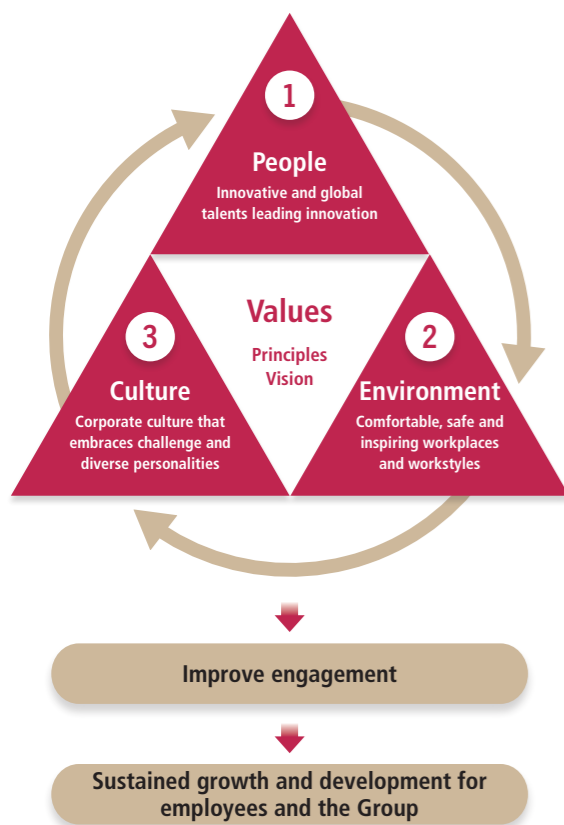 1
People
Innovative and global
talents leading innovation
Values
Principles
Vision
2
Environment
Comfortable, safe and
inspiring workplaces
and workstyles
3
Culture
Corporate culture that
embraces challenge and
diverse personalities
Improve engagement
Sustained growth and development for
employees and the Group